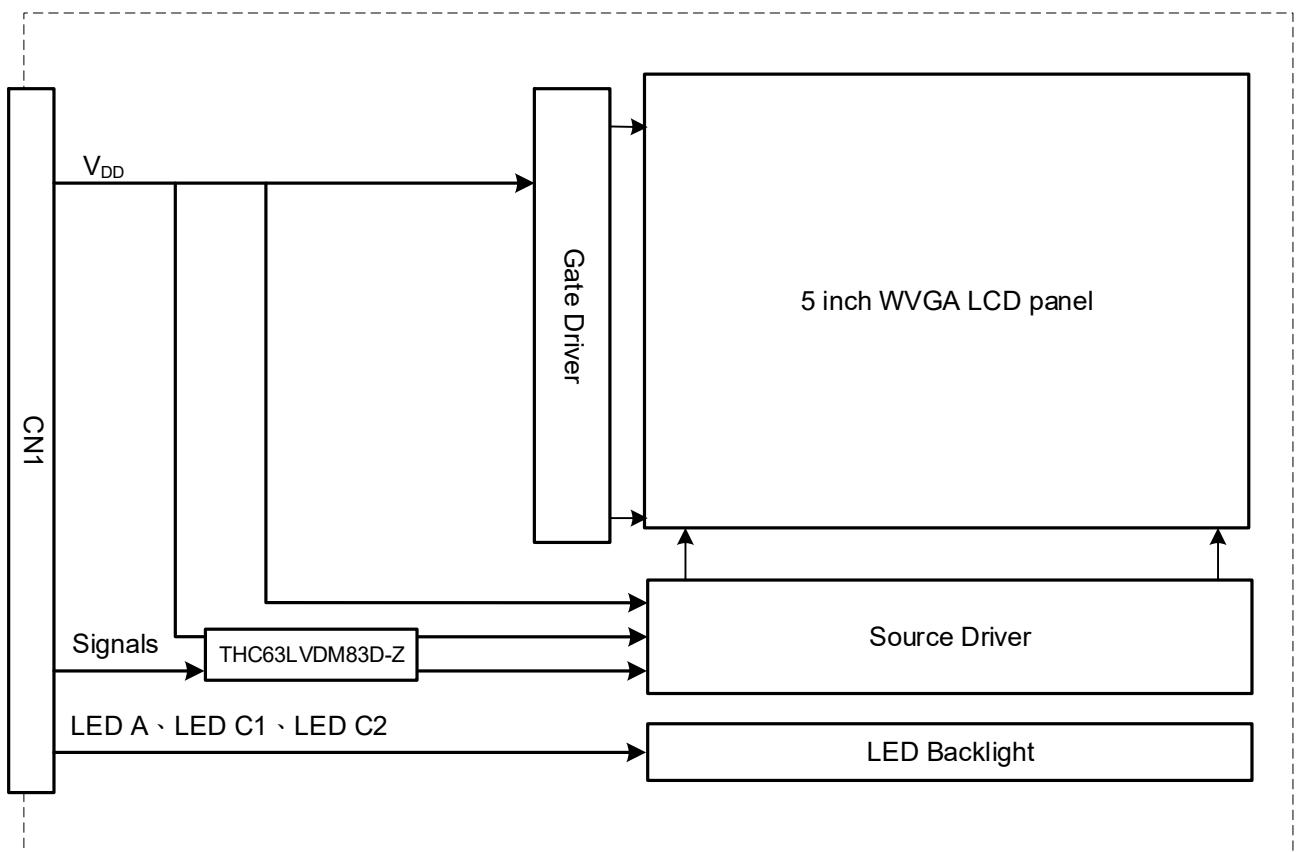 V_DD
Gate Driver
5 inch WVGA LCD panel
CN1
Signals
THC63LVDM83D-Z
Source Driver
LED A、LED C1、LED C2
LED Backlight